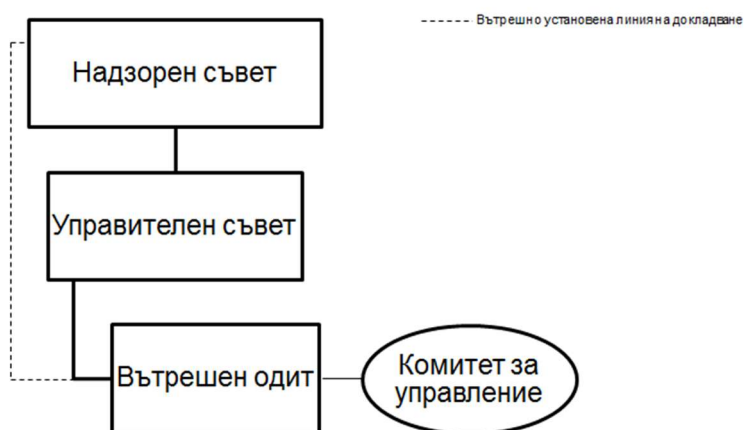 Вътрешно установена линия на докладване
Надзорен съвет
Управителен съвет
Вътрешен одит
Комитет за
управление